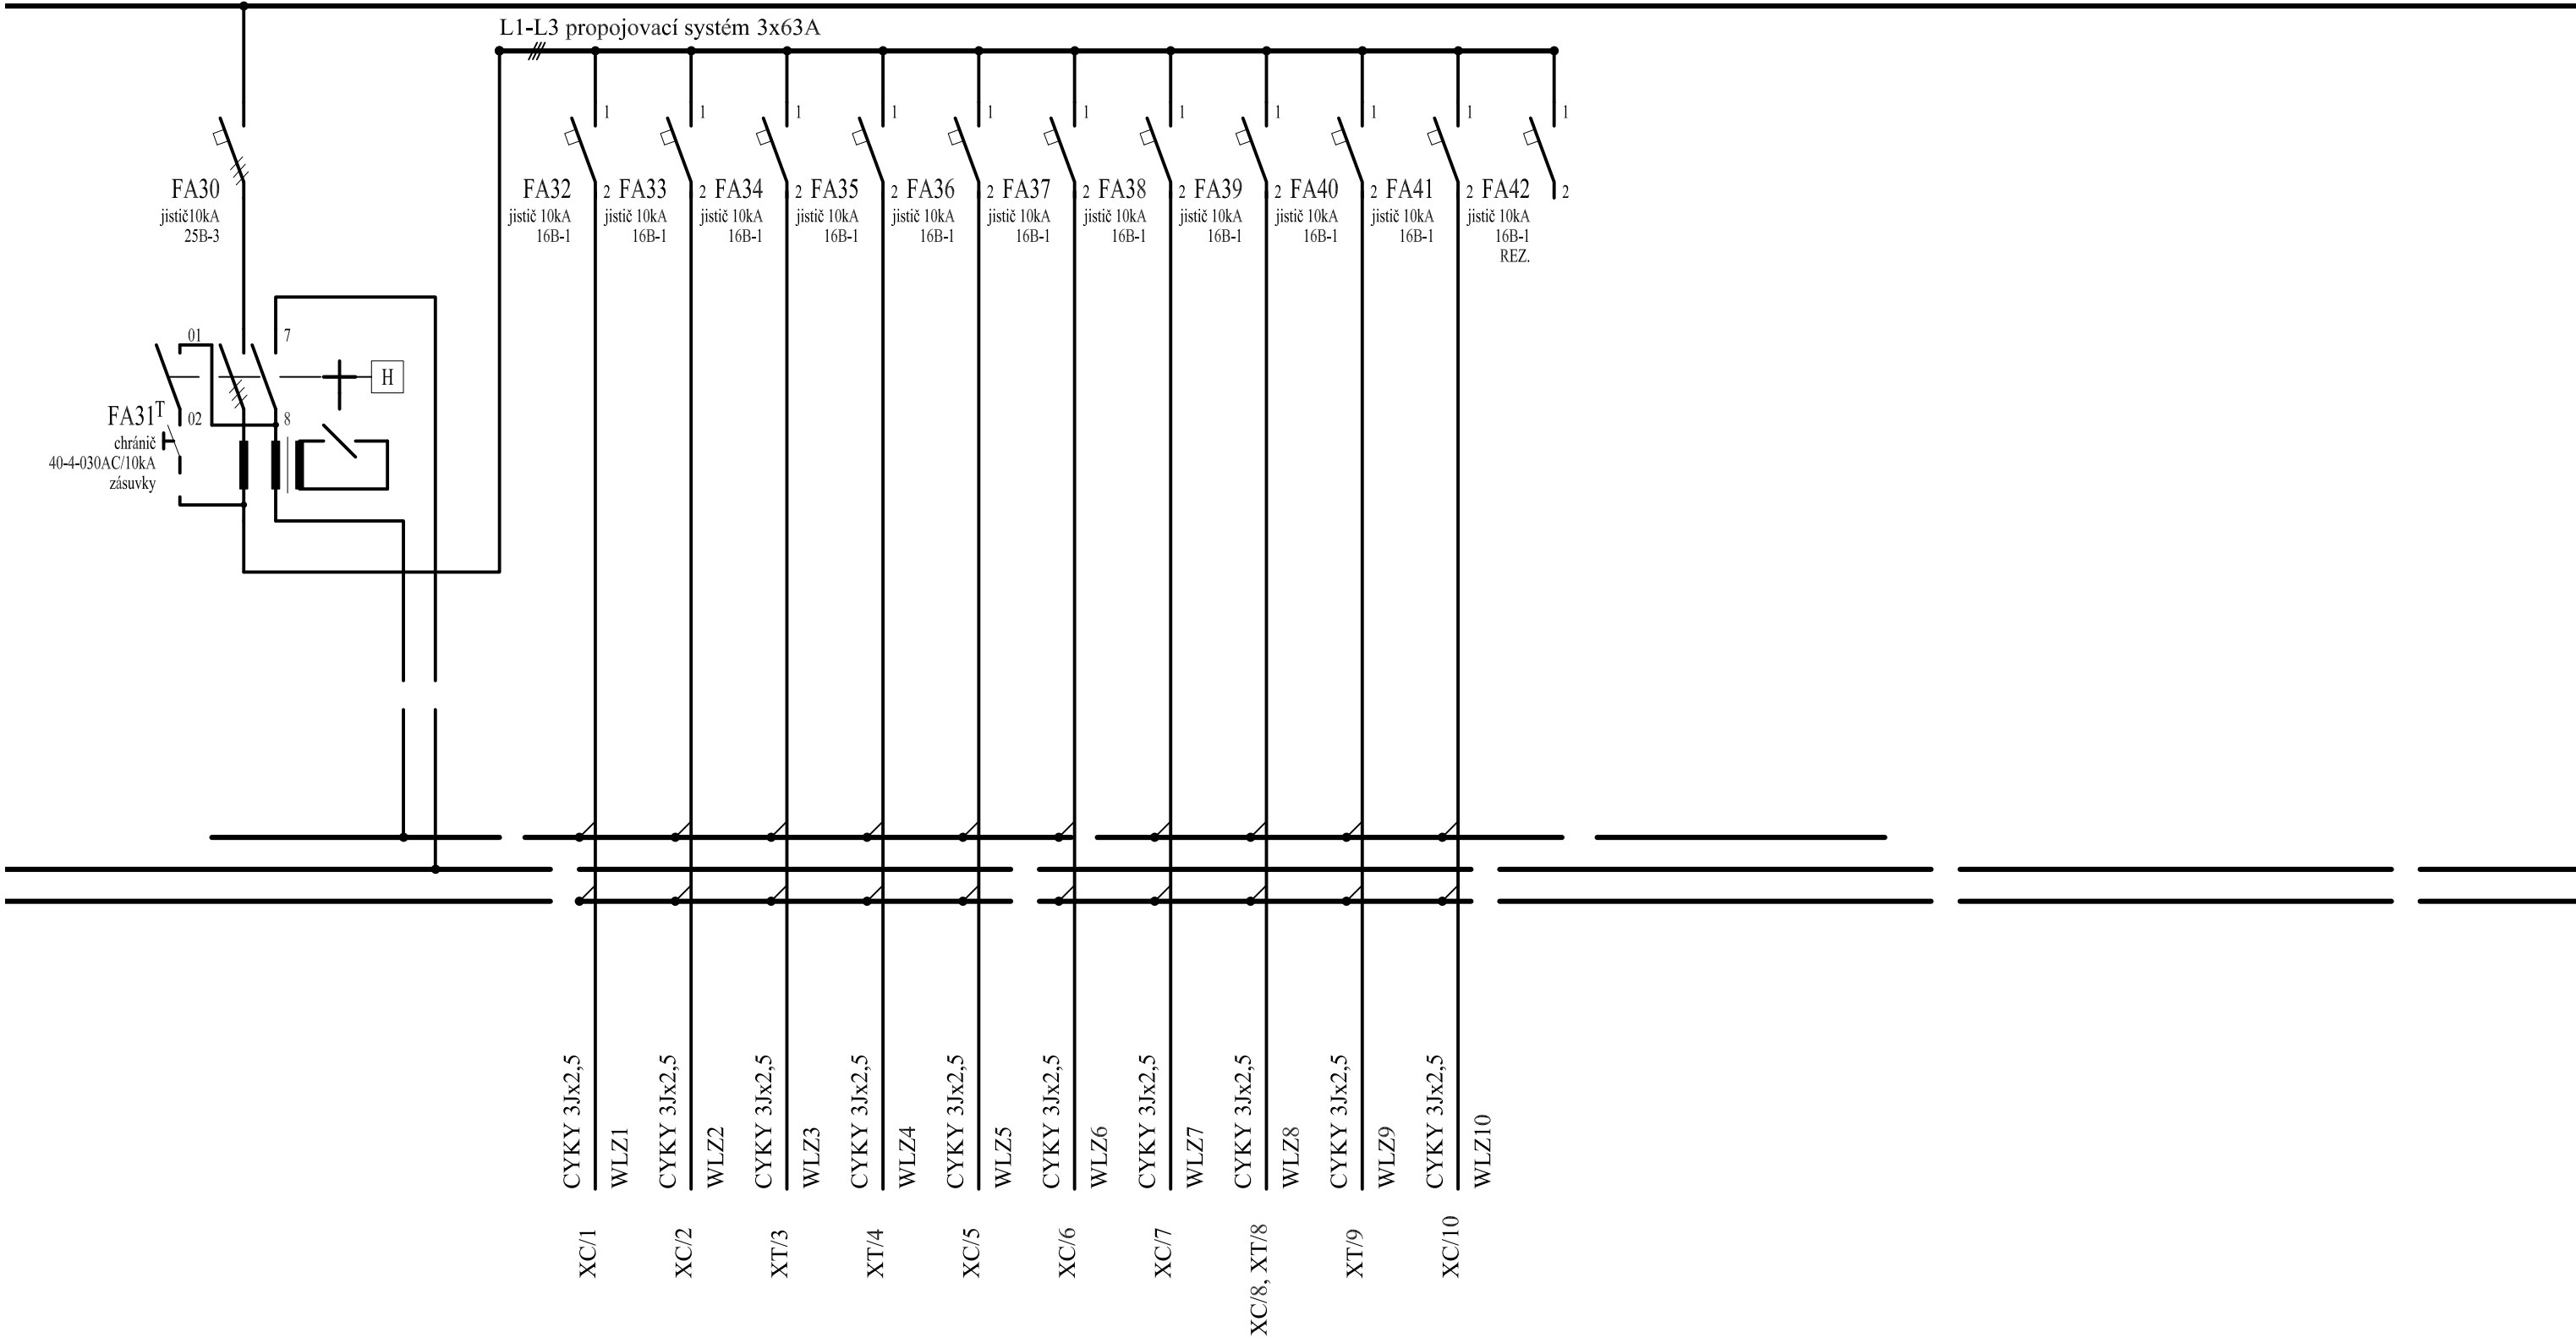 L1-L3 propojovací systém 3x63A
FA30
jistič10kA
25B-3
01
7
H
FA31
T
02
8
chránič
40-4-030AC/10kA
zásuvky
1
FA32
2
jistič 10kA
16B-1
1
FA33
2
jistič 10kA
16B-1
1
FA34
2
jistič 10kA
16B-1
1
FA35
2
jistič 10kA
16B-1
1
FA36
2
jistič 10kA
16B-1
1
FA37
2
jistič 10kA
16B-1
1
FA38
2
jistič 10kA
16B-1
1
FA39
2
jistič 10kA
16B-1
1
FA40
2
jistič 10kA
16B-1
1
FA41
2
jistič 10kA
16B-1
1
FA42
2
jistič 10kA
16B-1
REZ.
CYKY 3Jx2,5
WLZ1
XC/1
CYKY 3Jx2,5
WLZ2
XC/2
CYKY 3Jx2,5
WLZ3
XT/3
CYKY 3Jx2,5
WLZ4
XT/4
CYKY 3Jx2,5
WLZ5
XC/5
CYKY 3Jx2,5
WLZ6
XC/6
CYKY 3Jx2,5
WLZ7
XC/7
CYKY 3Jx2,5
WLZ8
XC/8, XT/8
CYKY 3Jx2,5
WLZ9
XT/9
CYKY 3Jx2,5
WLZ10
XC/10